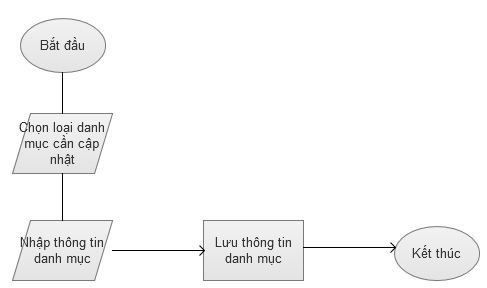 Bắt đầu
Chọn loại danh
mục cần cập
nhật
Nhập thông tin
danh mục
Lưu thông tin
danh mục
Kết thúc